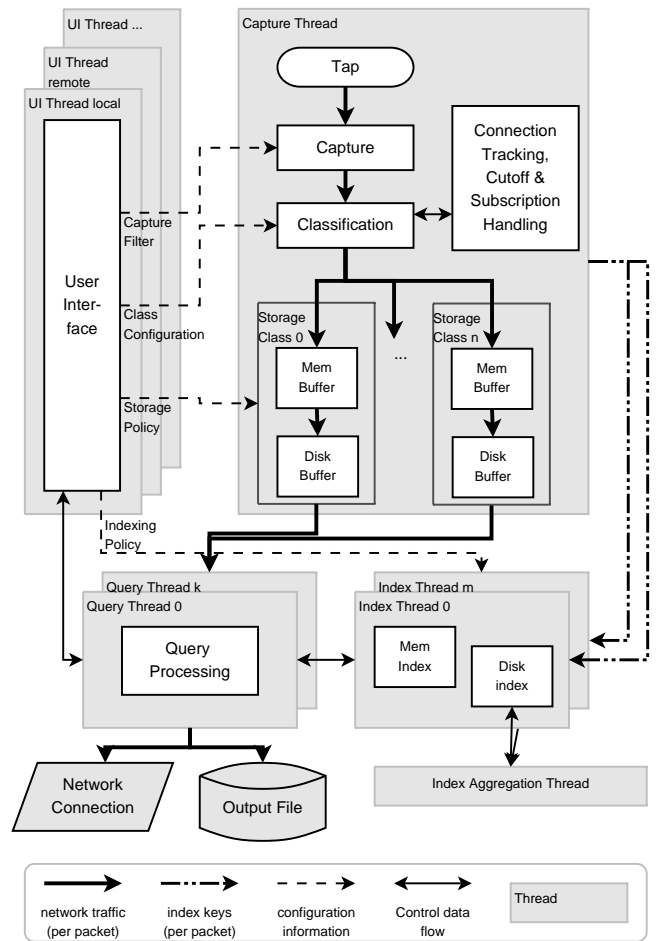 UI Thread ...
UI Thread
remote
UI Thread local
User
Inter-
face
Capture
Filter
Class
Configuration
Storage
Policy
Indexing
Policy
Capture Thread
Tap
Capture
Classification
Connection
Tracking,
Cutoff &
Subscription
Handling
Storage
Class 0
Mem
Buffer
Disk
Buffer
...
Storage
Class n
Mem
Buffer
Disk
Buffer
Query Thread k
Query Thread 0
Query
Processing
Index Thread m
Index Thread 0
Mem
Index
Disk
index
Index Aggregation Thread
Network
Connection
Output File
network traffic
(per packet)
index keys
(per packet)
configuration
information
Control data
flow
Thread